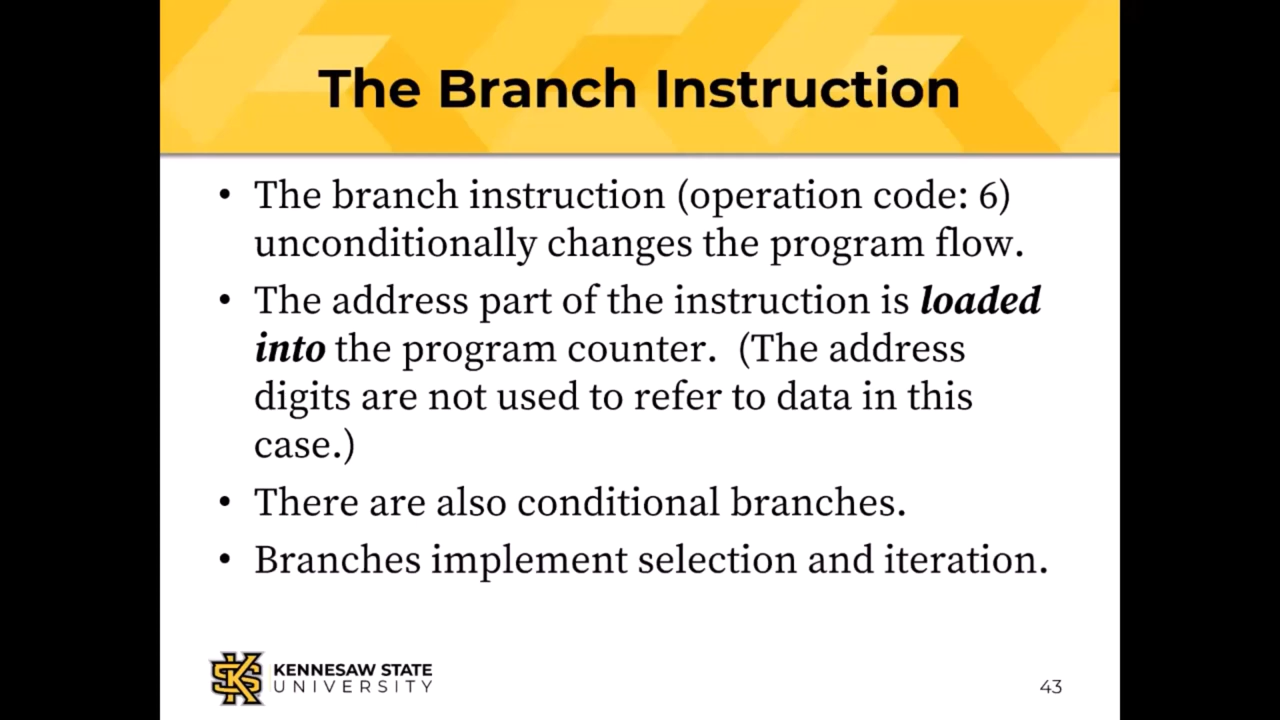 The Branch Instruction
• The branch instruction (operation code: 6)
unconditionally changes the program flow.
• The address part of the instruction is loaded
into the program counter.  (The address
digits are not used to refer to data in this
case.)
• There are also conditional branches.
• Branches implement selection and iteration.
KENNESAW STATE
UNIVERSITY
43